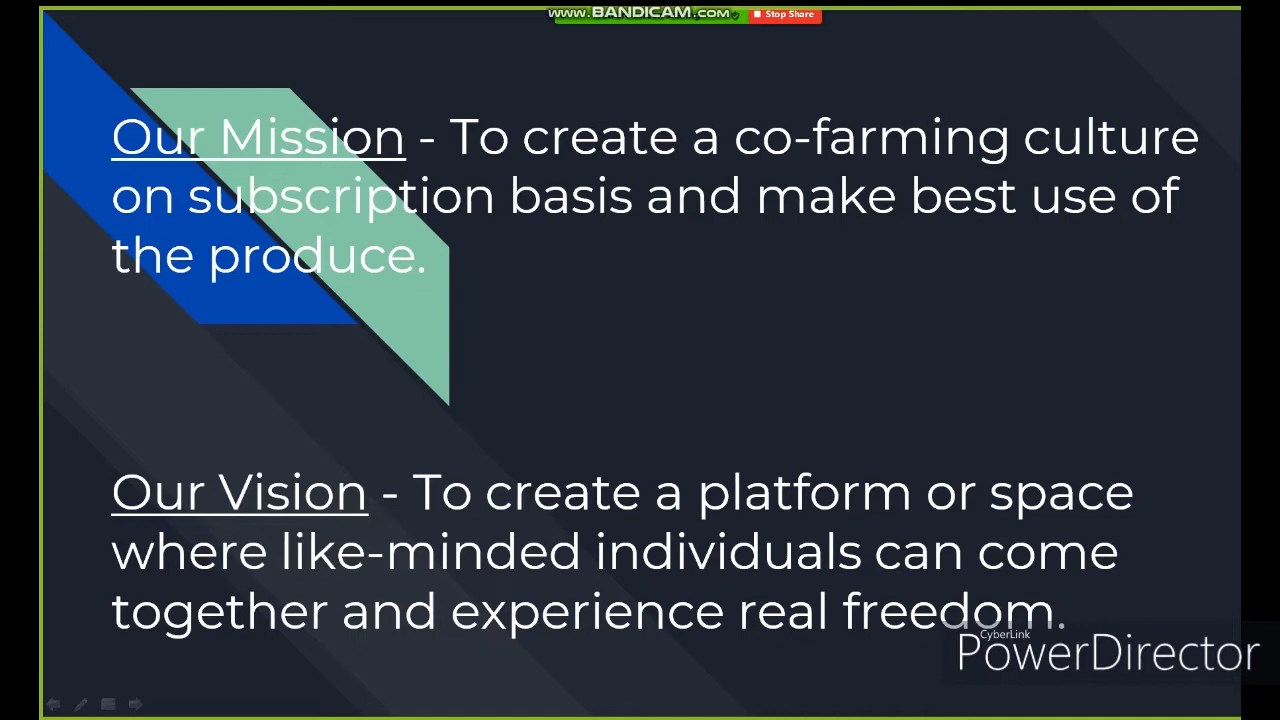 www.BANDICAM.COM
Stop Share
Our Mission - To create a co-farming culture
on subscription basis and make best use of
the produce.
Our Vision - To create a platform or space
where like-minded individuals can come
together and experience real freedom.
CyberLink
PowerDirector